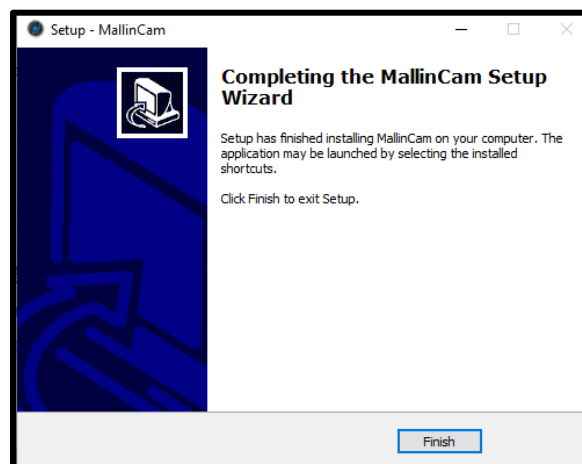 Setup - MallinCam
Completing the MallinCam Setup
Wizard
Setup has finished installing MallinCam on your computer. The
application may be launched by selecting the installed
shortcuts.
Click Finish to exit Setup.
Finish